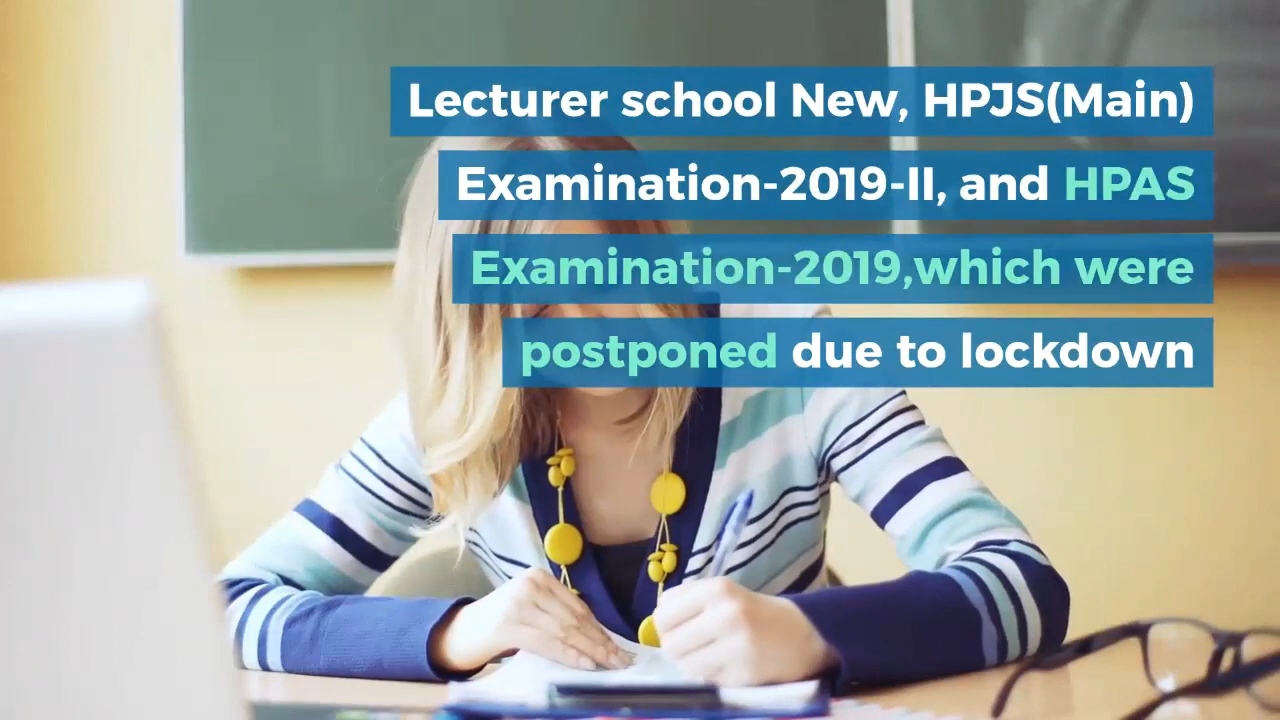 Lecturer school New, HPJS(Main)
Examination-2019-II, and HPAS
Examination-2019,which were
postponed due to lockdown